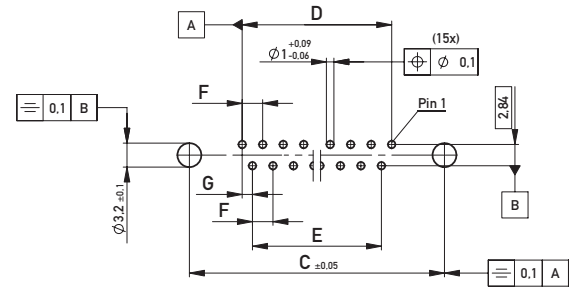 D
A
(15x)
Ø1 +0,09 -0,06
⌖ Ø 0,1
F
Pin 1
2,84
⌯ 0,1 B
G
Ø3,2 ±0,1
F
B
E
C ±0,05
⌯ 0,1 A